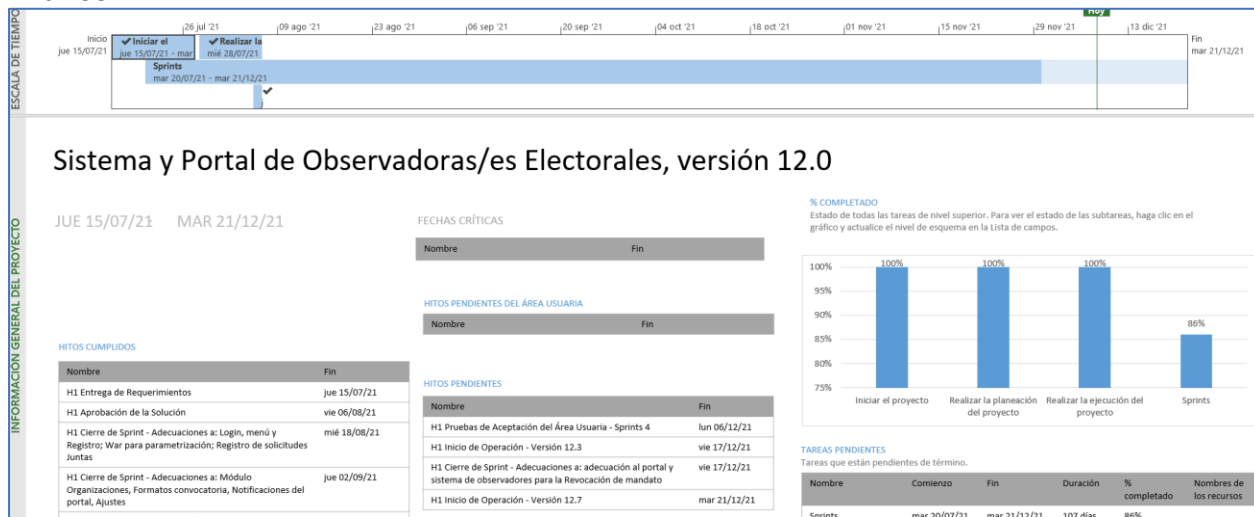 ESCALA DE TIEMPO
Hoy
26 jul '21 09 ago '21 23 ago '21 06 sep '21 20 sep '21 04 oct '21 18 oct '21 01 nov '21 15 nov '21 29 nov '21 13 dic '21
Inicio
jue 15/07/21
Iniciar el
jue 15/07/21 - mar
Realizar la
mié 28/07/21
Fin
mar 21/12/21
Sprints
mar 20/07/21 - mar 21/12/21
INFORMACIÓN GENERAL DEL PROYECTO
Sistema y Portal de Observadoras/es Electorales, versión 12.0
JUE 15/07/21 MAR 21/12/21
HITOS CUMPLIDOS
Nombre Fin
H1 Entrega de Requerimientos jue 15/07/21
H1 Aprobación de la Solución vie 06/08/21
H1 Cierre de Sprint - Adecuaciones a: Login, menú y mié 18/08/21
Registro; War para parametrización; Registro de solicitudes
Juntas
H1 Cierre de Sprint - Adecuaciones a: Módulo jue 02/09/21
Organizaciones, Formatos convocatoria, Notificaciones del
portal, Ajustes
FECHAS CRÍTICAS
Nombre Fin
HITOS PENDIENTES DEL ÁREA USUARIA
Nombre Fin
HITOS PENDIENTES
Nombre Fin
H1 Pruebas de Aceptación del Área Usuaria - Sprints 4 lun 06/12/21
H1 Inicio de Operación - Versión 12.3 vie 17/12/21
H1 Cierre de Sprint - Adecuaciones a: adecuación al portal y vie 17/12/21
sistema de observadores para la Revocación de mandato
H1 Inicio de Operación - Versión 12.7 mar 21/12/21
% COMPLETADO
Estado de todas las tareas de nivel superior. Para ver el estado de las subtareas, haga clic en el
gráfico y actualice el nivel de esquema en la Lista de campos.
100% 100% 100% 100%
95%
90%
86%
85%
80%
75%
Iniciar el proyecto Realizar la planeación Realizar la ejecución del Sprints
del proyecto proyecto
TAREAS PENDIENTES
Tareas que están pendientes de término.
Nombre Comienzo Fin Duración % Nombres de
completado los recursos
Sprints mar 20/07/21 mar 21/12/21 107 días 86%